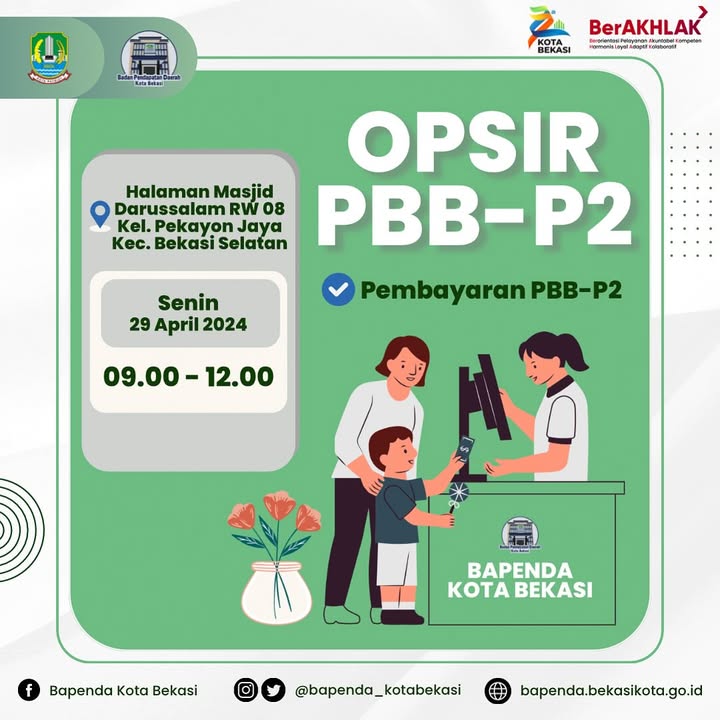 Badan Pendapatan Daerah
Kota Bekasi
KOTA
BEKASI
BerAKHLAK
Berorientasi Pelayanan Akuntabel Kompeten
Harmonis Loyal Adaptif Kolaboratif
OPSIR
PBB-P2
Pembayaran PBB-P2
Halaman Masjid
Darussalam RW 08
Kel. Pekayon Jaya
Kec. Bekasi Selatan
Senin
29 April 2024
09.00 - 12.00
Badan Pendapatan Daerah
Kota Bekasi
BAPENDA
KOTA BEKASI
Bapenda Kota Bekasi
@bapenda_kotabekasi
bapenda.bekasikota.go.id